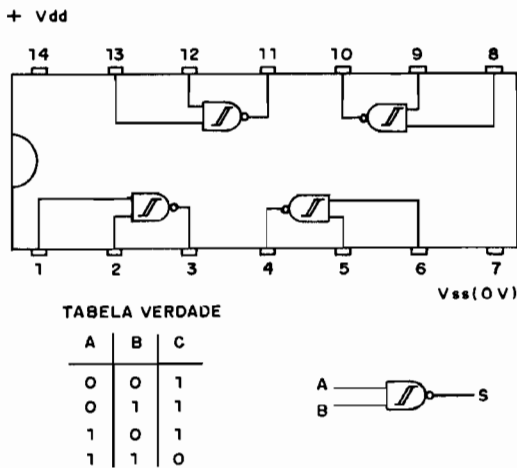 + Vdd
14 13 12 11 10 9 8
1 2 3 4 5 6 7
Vss(0V)
TABELA VERDADE
A B C
0 0 1
0 1 1
1 0 1
1 1 0
A
B
S